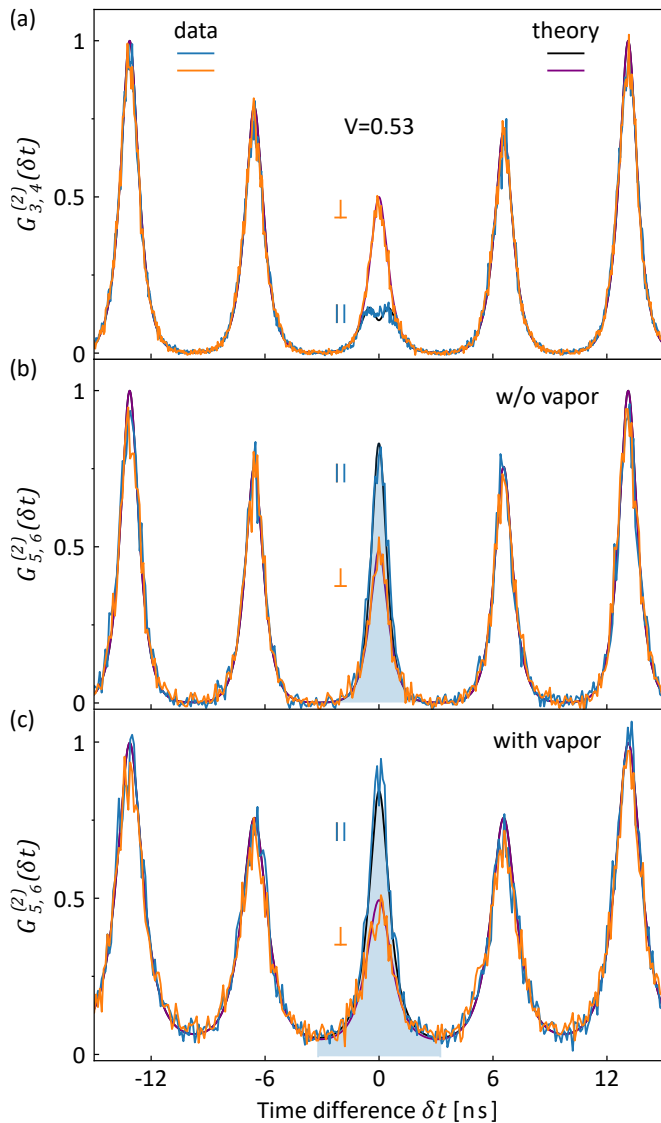 (a)
data
theory
1
V=0.53
0.5
⊥
||
0
G^{(2)}_{3,4}(δt)
(b)
w/o vapor
1
||
0.5
⊥
0
G^{(2)}_{5,6}(δt)
(c)
with vapor
1
||
0.5
⊥
0
G^{(2)}_{5,6}(δt)
-12 -6 0 6 12
Time difference δt [ns]